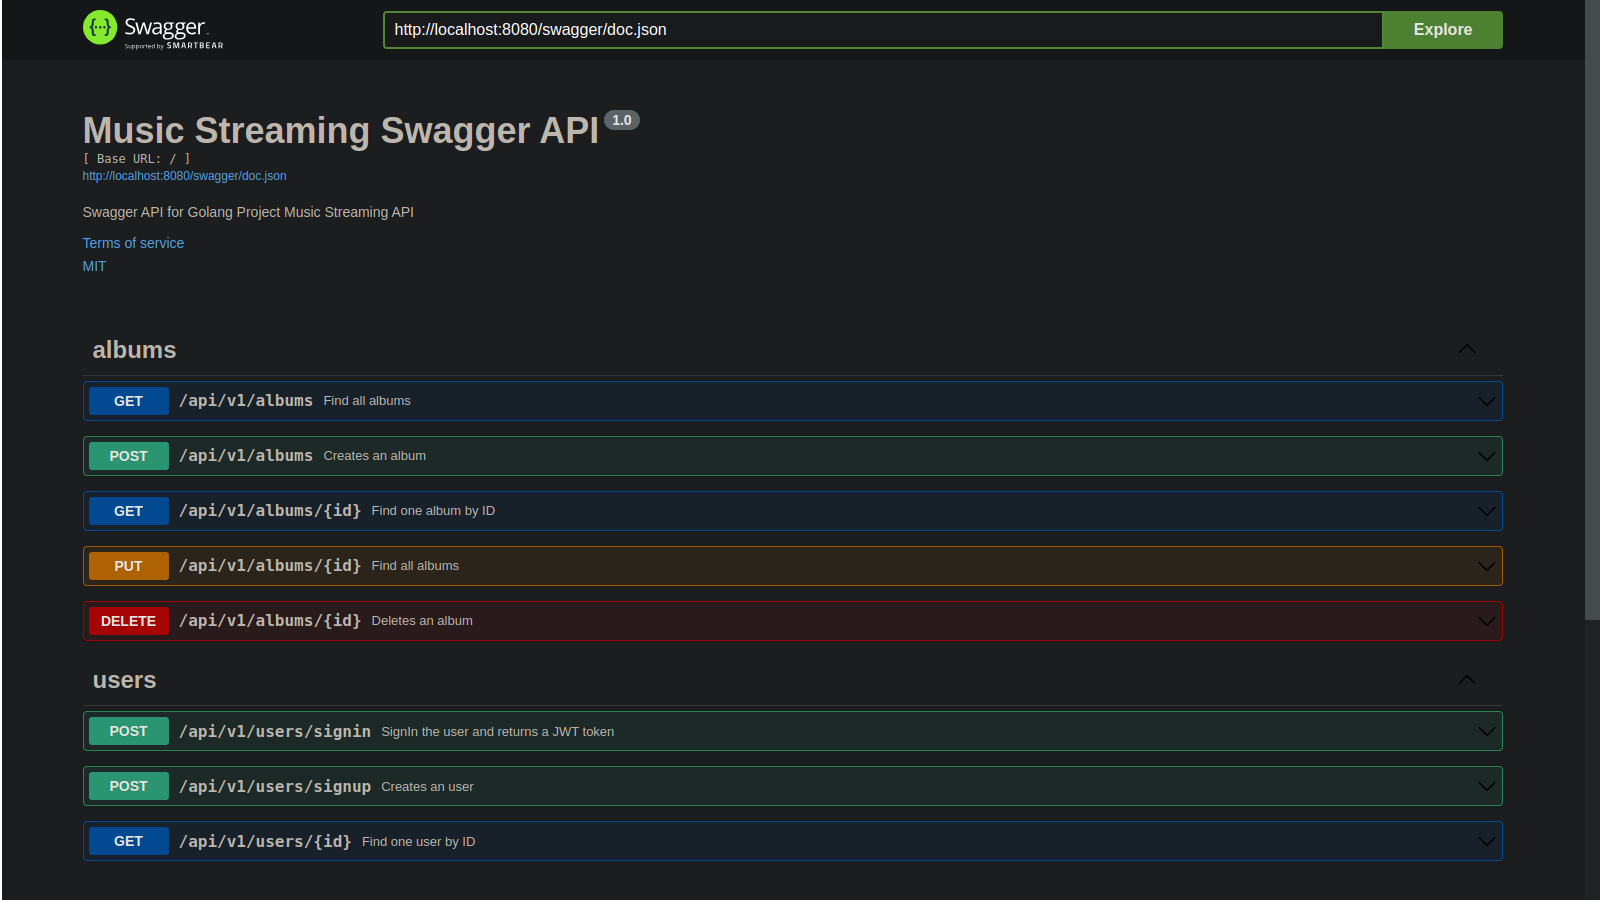 {...} Swagger.
Supported by SMARTBEAR
http://localhost:8080/swagger/doc.json Explore
Music Streaming Swagger API 1.0
[ Base URL: / ]
http://localhost:8080/swagger/doc.json
Swagger API for Golang Project Music Streaming API
Terms of service
MIT
albums
GET /api/v1/albums Find all albums
POST /api/v1/albums Creates an album
GET /api/v1/albums/{id} Find one album by ID
PUT /api/v1/albums/{id} Find all albums
DELETE /api/v1/albums/{id} Deletes an album
users
POST /api/v1/users/signin SignIn the user and returns a JWT token
POST /api/v1/users/signup Creates an user
GET /api/v1/users/{id} Find one user by ID